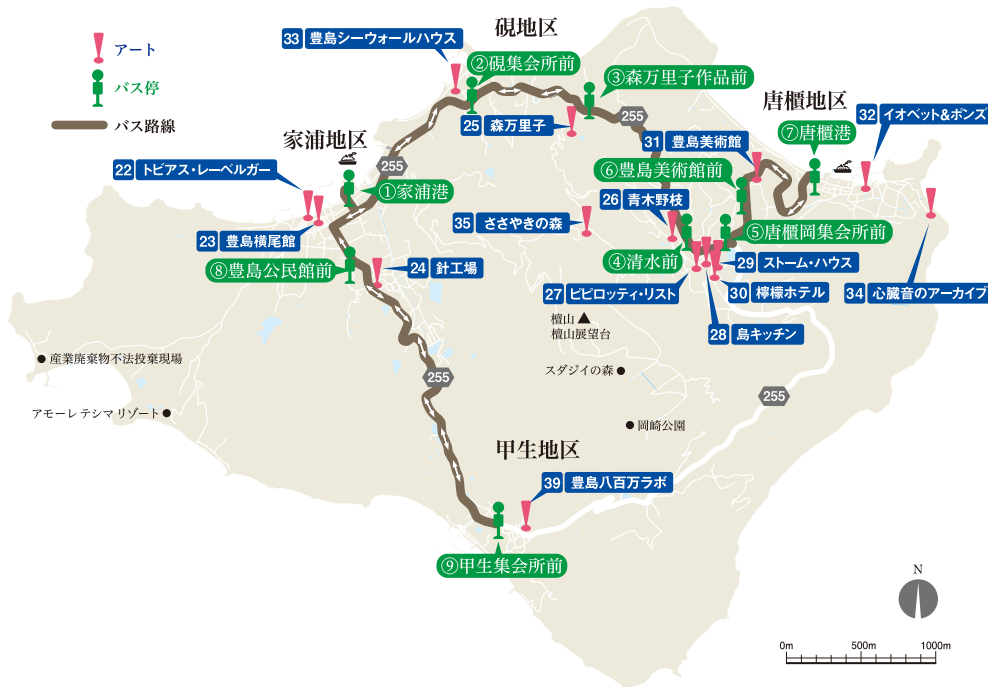 アート
バス停
バス路線
硯地区
33 豊島シーウォールハウス
②硯集会所前
③森万里子作品前
255
25 森万里子
唐櫃地区
32 イオベット&ポンズ
⑦唐櫃港
31 豊島美術館
家浦地区
255
22 トビアス・レーベルガー
①家浦港
⑥豊島美術館前
26 青木野枝
35 ささやきの森
23 豊島横尾館
⑤唐櫃岡集会所前
④清水前
⑧豊島公民館前
24 針工場
29 ストーム・ハウス
27 ピピロッティ・リスト
30 檸檬ホテル
34 心臓音のアーカイブ
28 島キッチン
檀山
檀山展望台
産業廃棄物不法投棄現場
スダジイの森
255
255
アモーレ テシマ リゾート
岡崎公園
甲生地区
39 豊島八百万ラボ
⑨甲生集会所前
N
0m 500m 1000m